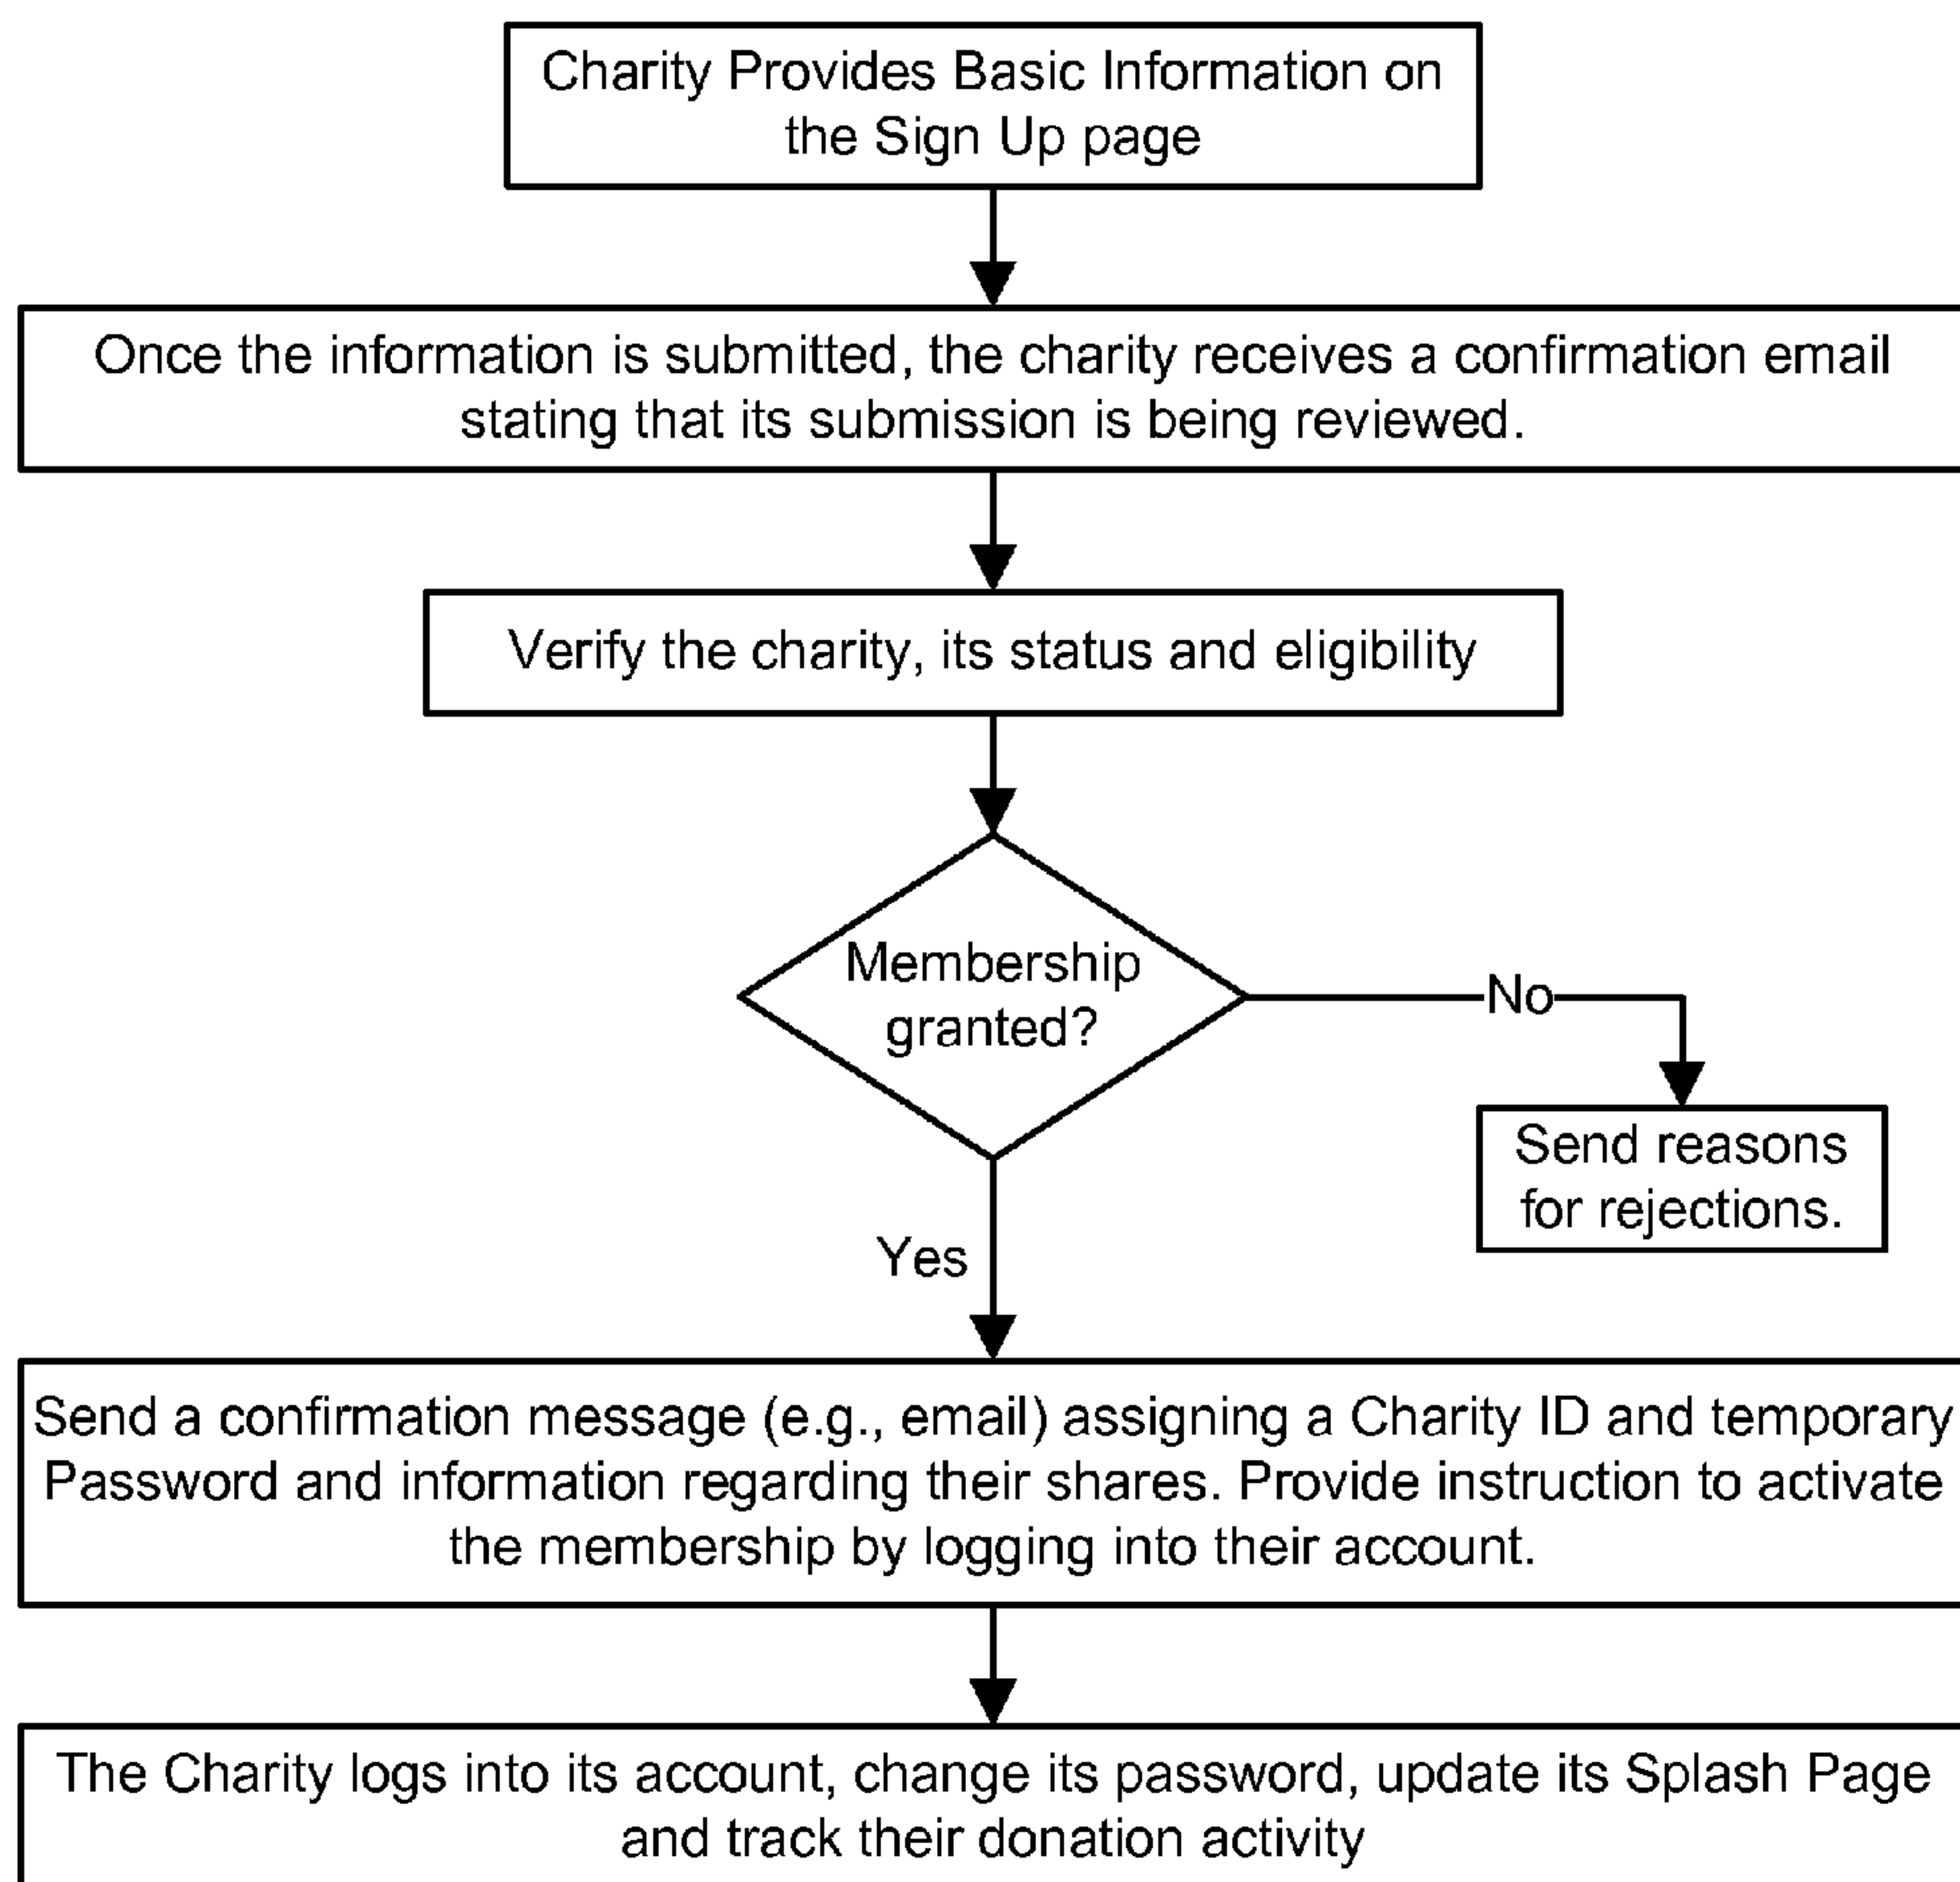 Charity Provides Basic Information on
the Sign Up page
Once the information is submitted, the charity receives a confirmation email
stating that its submission is being reviewed.
Verify the charity, its status and eligibility
Membership
granted?
No
Send reasons
for rejections.
Yes
Send a confirmation message (e.g., email) assigning a Charity ID and temporary
Password and information regarding their shares. Provide instruction to activate
the membership by logging into their account.
The Charity logs into its account, change its password, update its Splash Page
and track their donation activity